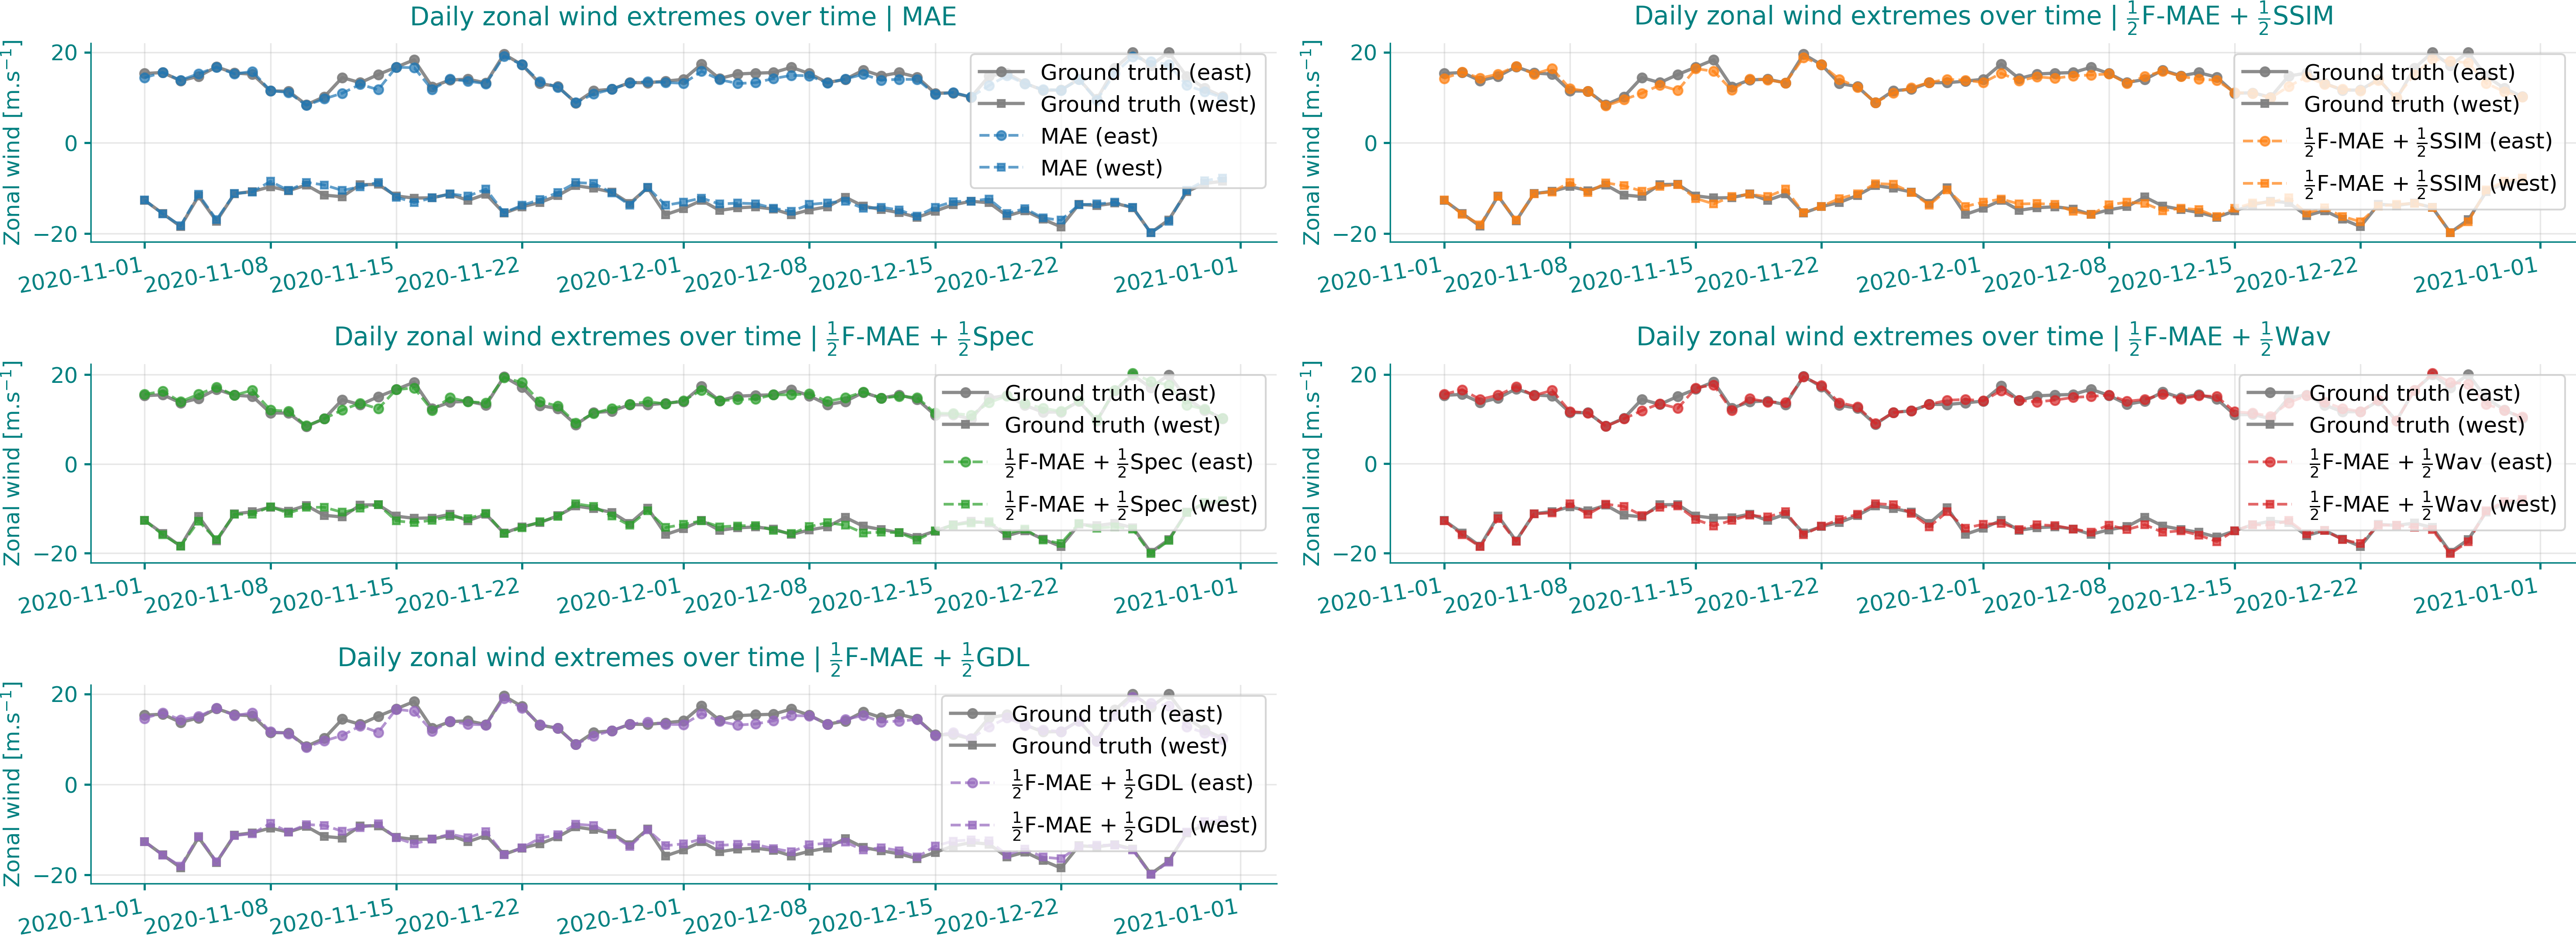 Daily zonal wind extremes over time | MAE
Zonal wind [m.s⁻¹]
20
0
−20
Ground truth (east)
Ground truth (west)
MAE (east)
MAE (west)
2020-11-01
2020-11-08
2020-11-15
2020-11-22
2020-12-01
2020-12-08
2020-12-15
2020-12-22
2021-01-01
Daily zonal wind extremes over time | ½F-MAE + ½SSIM
Zonal wind [m.s⁻¹]
20
0
−20
Ground truth (east)
Ground truth (west)
½F-MAE + ½SSIM (east)
½F-MAE + ½SSIM (west)
2020-11-01
2020-11-08
2020-11-15
2020-11-22
2020-12-01
2020-12-08
2020-12-15
2020-12-22
2021-01-01
Daily zonal wind extremes over time | ½F-MAE + ½Spec
Zonal wind [m.s⁻¹]
20
0
−20
Ground truth (east)
Ground truth (west)
½F-MAE + ½Spec (east)
½F-MAE + ½Spec (west)
2020-11-01
2020-11-08
2020-11-15
2020-11-22
2020-12-01
2020-12-08
2020-12-15
2020-12-22
2021-01-01
Daily zonal wind extremes over time | ½F-MAE + ½Wav
Zonal wind [m.s⁻¹]
20
0
−20
Ground truth (east)
Ground truth (west)
½F-MAE + ½Wav (east)
½F-MAE + ½Wav (west)
2020-11-01
2020-11-08
2020-11-15
2020-11-22
2020-12-01
2020-12-08
2020-12-15
2020-12-22
2021-01-01
Daily zonal wind extremes over time | ½F-MAE + ½GDL
Zonal wind [m.s⁻¹]
20
0
−20
Ground truth (east)
Ground truth (west)
½F-MAE + ½GDL (east)
½F-MAE + ½GDL (west)
2020-11-01
2020-11-08
2020-11-15
2020-11-22
2020-12-01
2020-12-08
2020-12-15
2020-12-22
2021-01-01